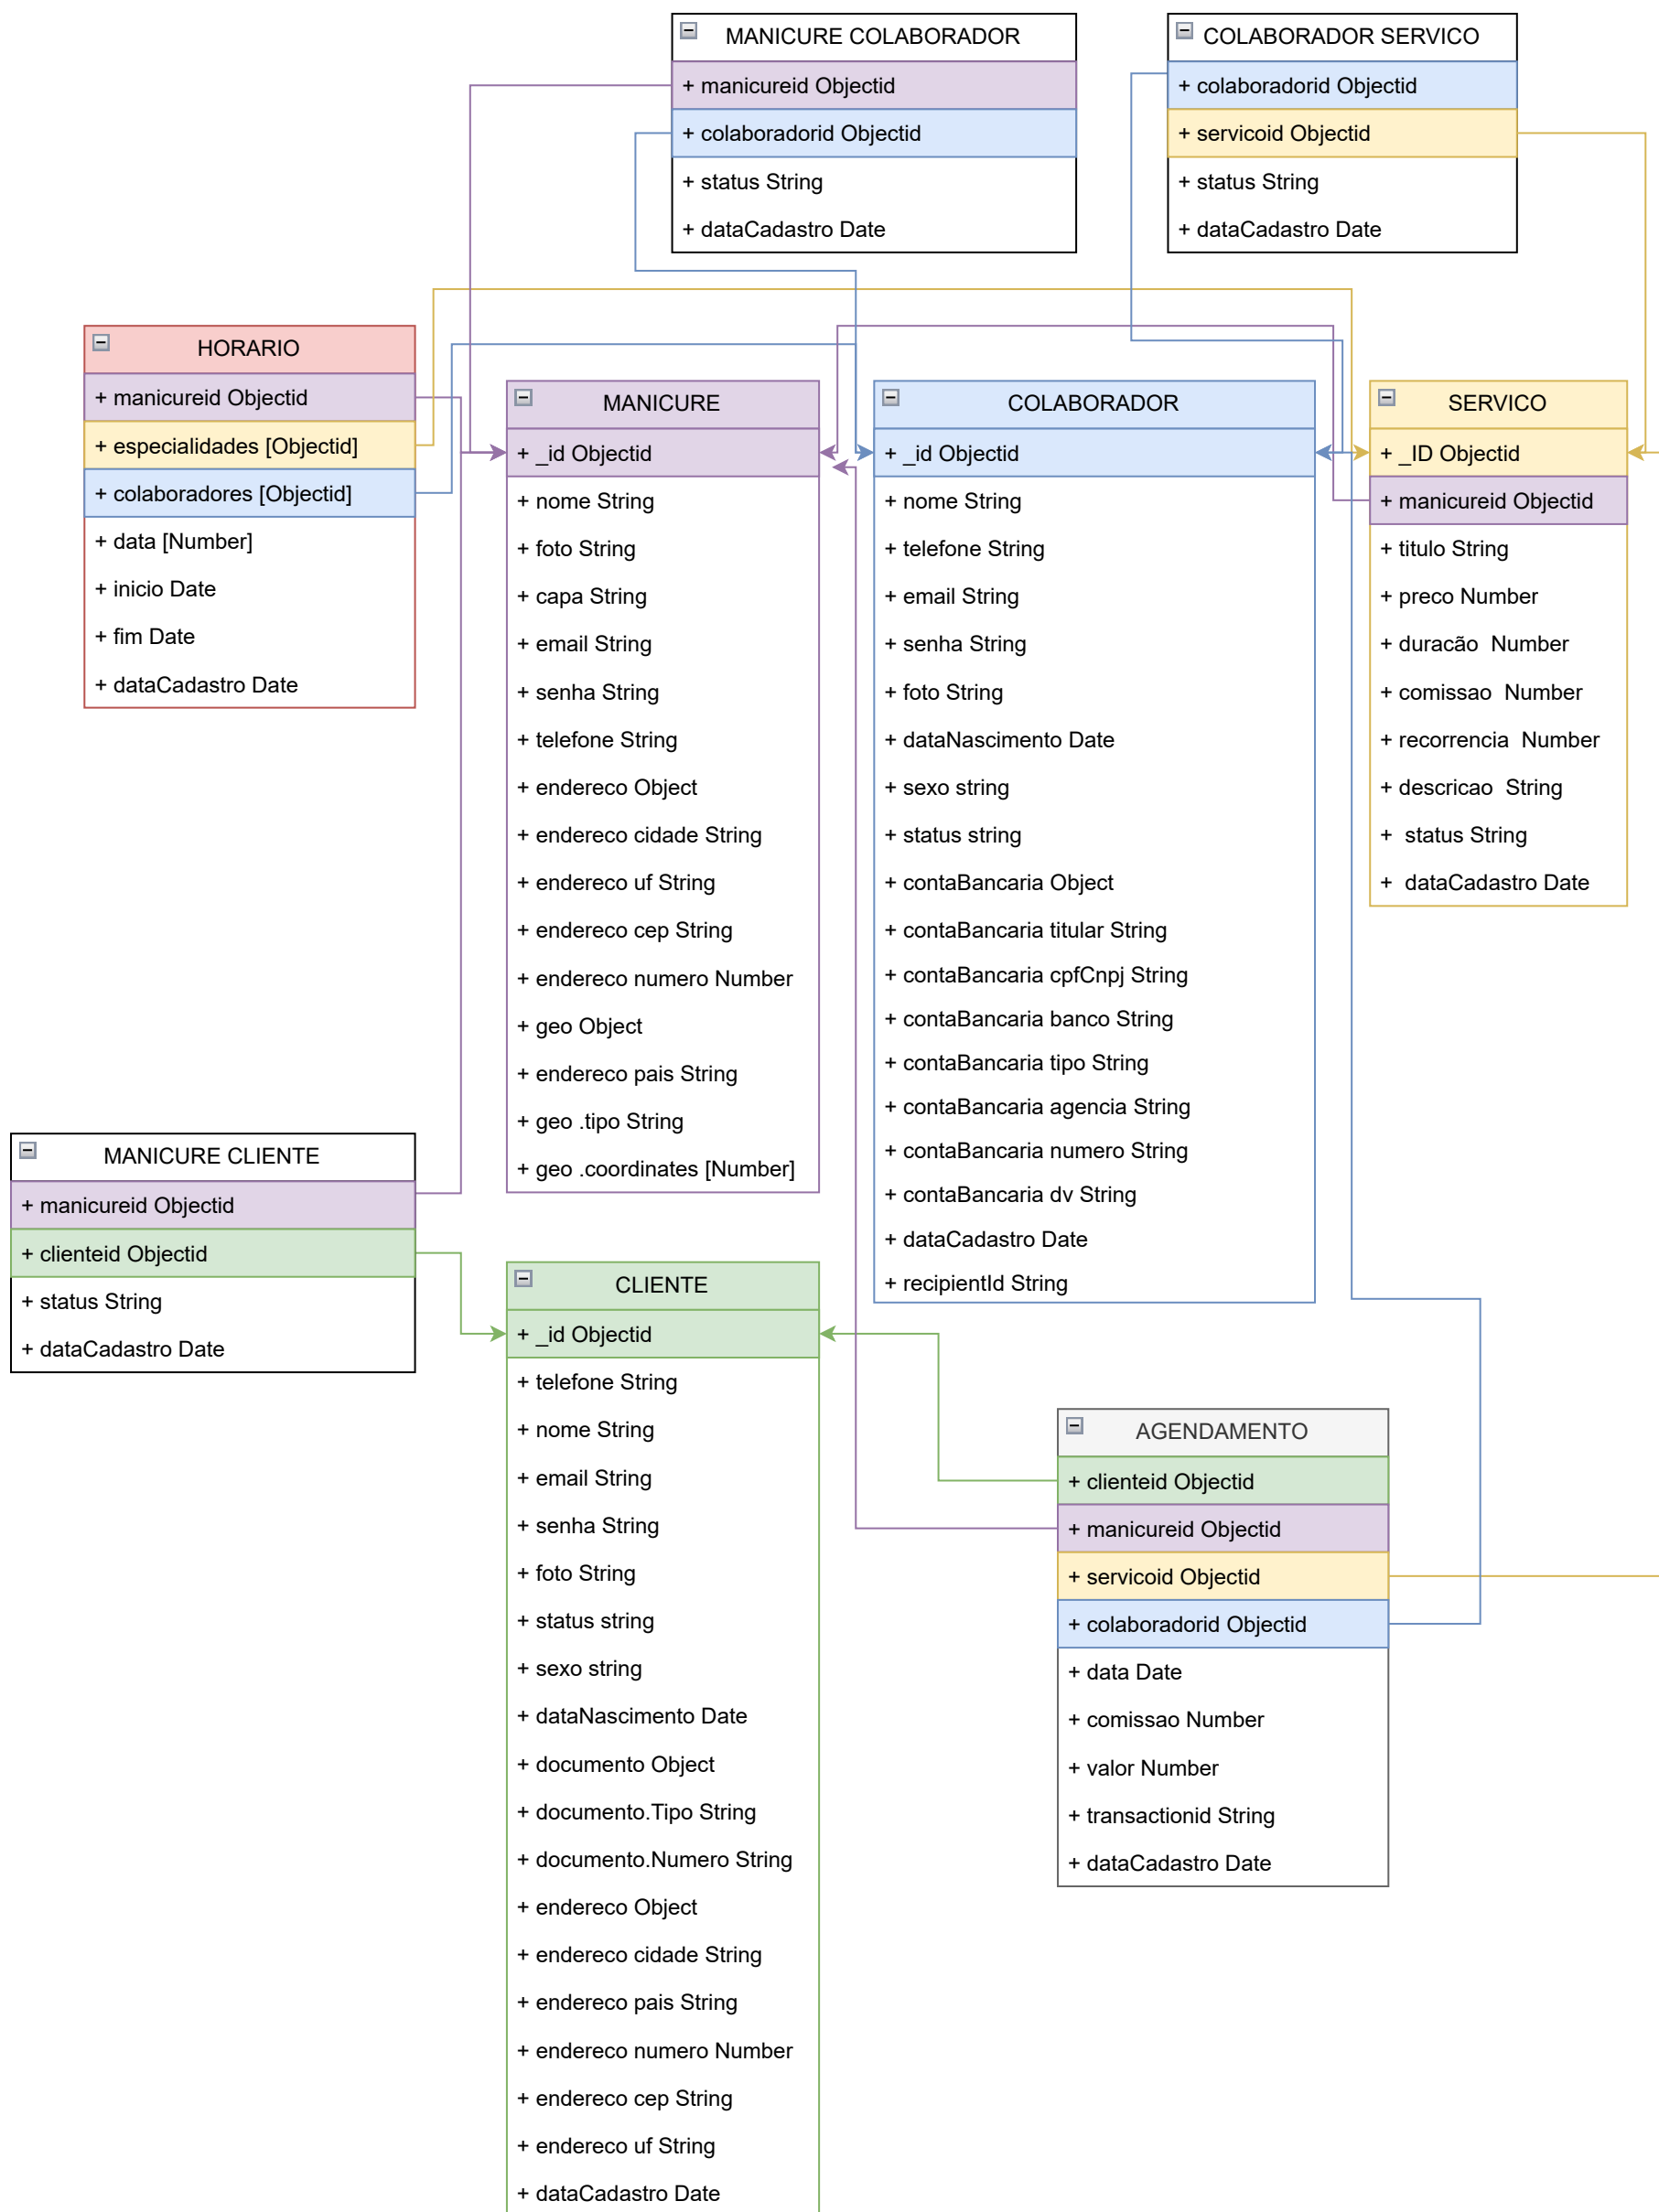 MANICURE COLABORADOR
+ manicureid Objectid
+ colaboradorid Objectid
+ status String
+ dataCadastro Date
COLABORADOR SERVICO
+ colaboradorid Objectid
+ servicoid Objectid
+ status String
+ dataCadastro Date
HORARIO
+ manicureid Objectid
+ especialidades [Objectid]
+ colaboradores [Objectid]
+ data [Number]
+ inicio Date
+ fim Date
+ dataCadastro Date
MANICURE
+ _id Objectid
+ nome String
+ foto String
+ capa String
+ email String
+ senha String
+ telefone String
+ endereco Object
+ endereco cidade String
+ endereco uf String
+ endereco cep String
+ endereco numero Number
+ geo Object
+ endereco pais String
+ geo .tipo String
+ geo .coordinates [Number]
COLABORADOR
+ _id Objectid
+ nome String
+ telefone String
+ email String
+ senha String
+ foto String
+ dataNascimento Date
+ sexo string
+ status string
+ contaBancaria Object
+ contaBancaria titular String
+ contaBancaria cpfCnpj String
+ contaBancaria banco String
+ contaBancaria tipo String
+ contaBancaria agencia String
+ contaBancaria numero String
+ contaBancaria dv String
+ dataCadastro Date
+ recipientId String
SERVICO
+ _ID Objectid
+ manicureid Objectid
+ titulo String
+ preco Number
+ duracão  Number
+ comissao  Number
+ recorrencia  Number
+ descricao  String
+  status String
+  dataCadastro Date
MANICURE CLIENTE
+ manicureid Objectid
+ clienteid Objectid
+ status String
+ dataCadastro Date
CLIENTE
+ _id Objectid
+ telefone String
+ nome String
+ email String
+ senha String
+ foto String
+ status string
+ sexo string
+ dataNascimento Date
+ documento Object
+ documento.Tipo String
+ documento.Numero String
+ endereco Object
+ endereco cidade String
+ endereco pais String
+ endereco numero Number
+ endereco cep String
+ endereco uf String
+ dataCadastro Date
AGENDAMENTO
+ clienteid Objectid
+ manicureid Objectid
+ servicoid Objectid
+ colaboradorid Objectid
+ data Date
+ comissao Number
+ valor Number
+ transactionid String
+ dataCadastro Date